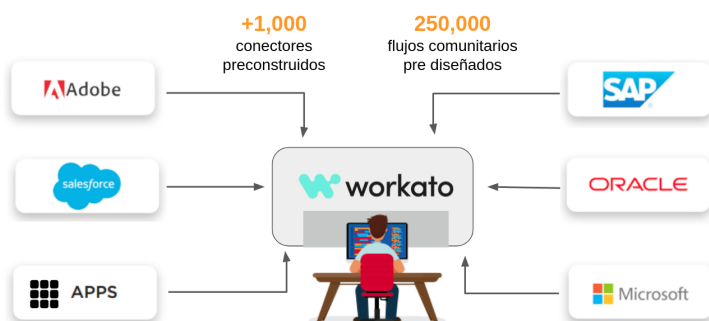 +1,000
conectores
preconstruidos
250,000
flujos comunitarios
pre diseñados
Adobe
SAP
salesforce
workato
ORACLE
APPS
Microsoft